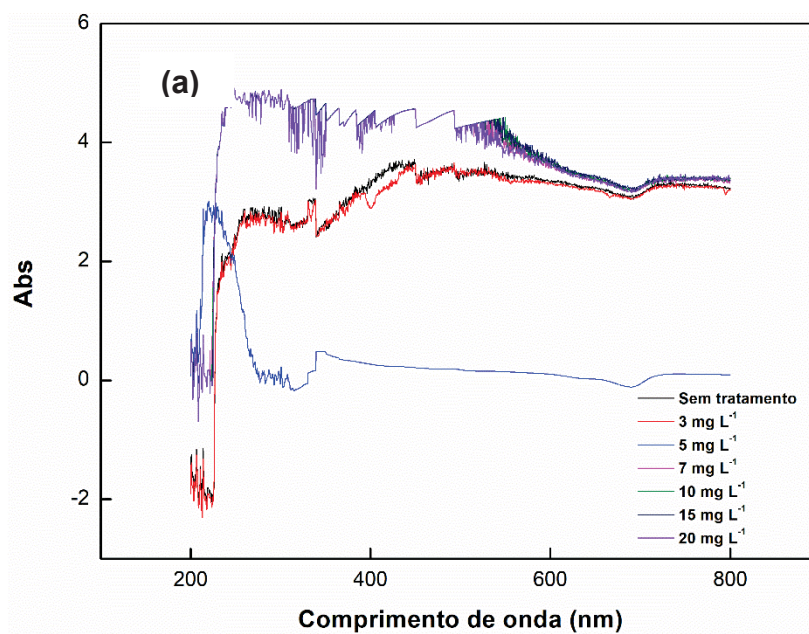 (a)
6
4
2
0
-2
Abs
200
400
600
800
Comprimento de onda (nm)
Sem tratamento
3 mg L⁻¹
5 mg L⁻¹
7 mg L⁻¹
10 mg L⁻¹
15 mg L⁻¹
20 mg L⁻¹